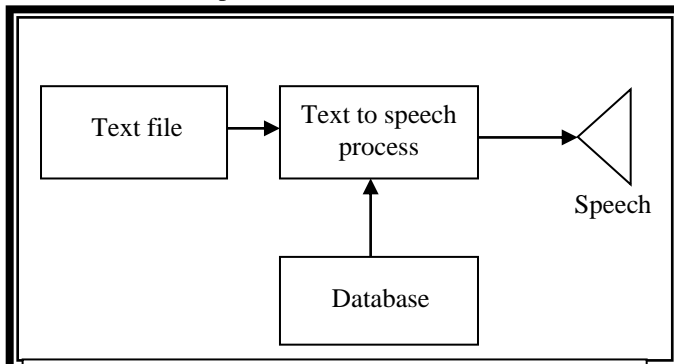 Text file
Text to speech
process
Speech
Database